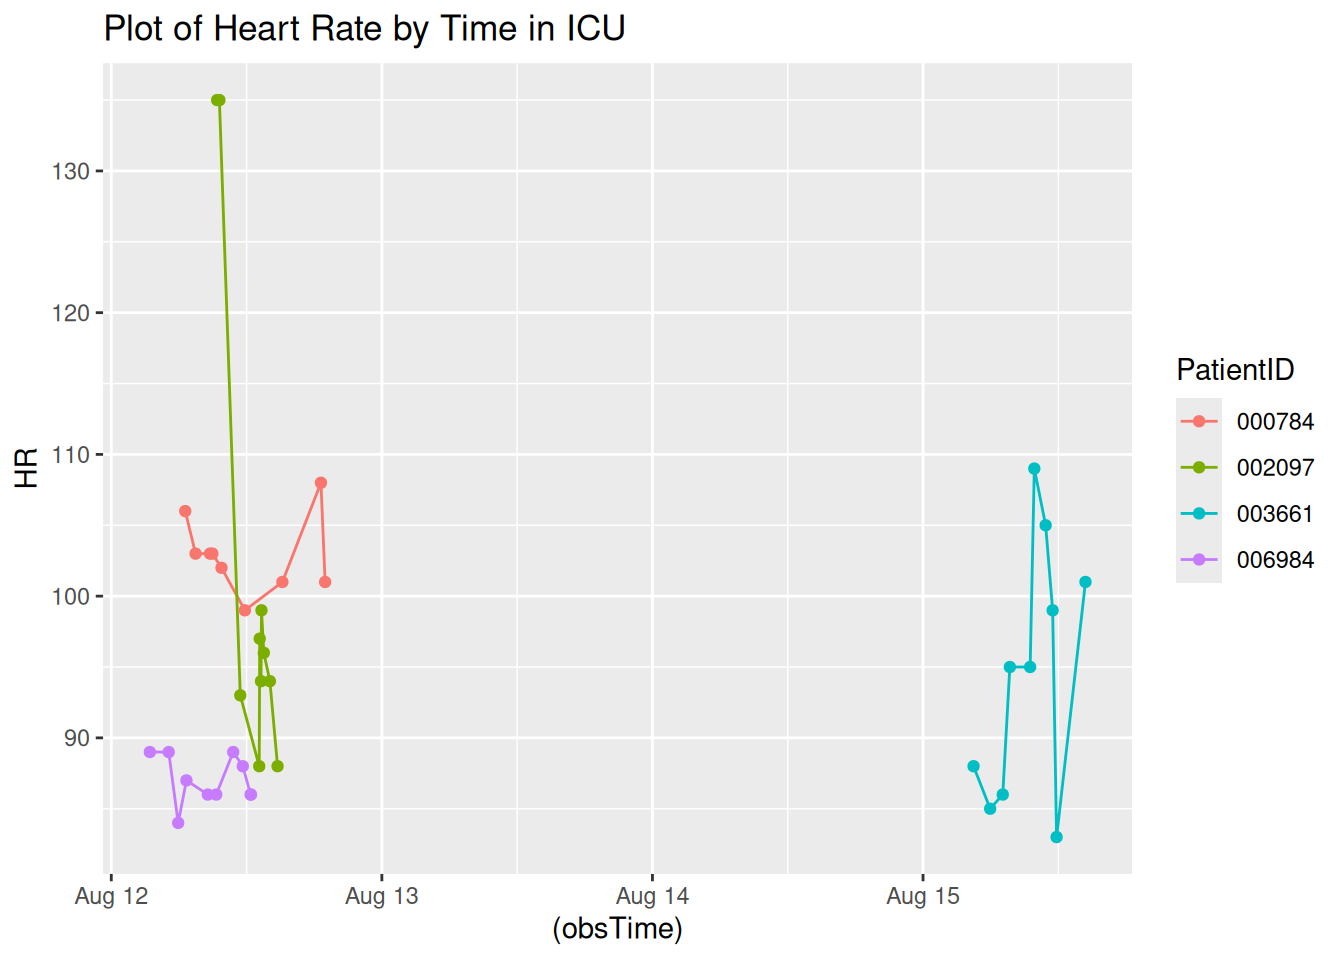 Plot of Heart Rate by Time in ICU
HR
130
120
110
100
90
Aug 12
Aug 13
Aug 14
Aug 15
(obsTime)
PatientID
000784
002097
003661
006984